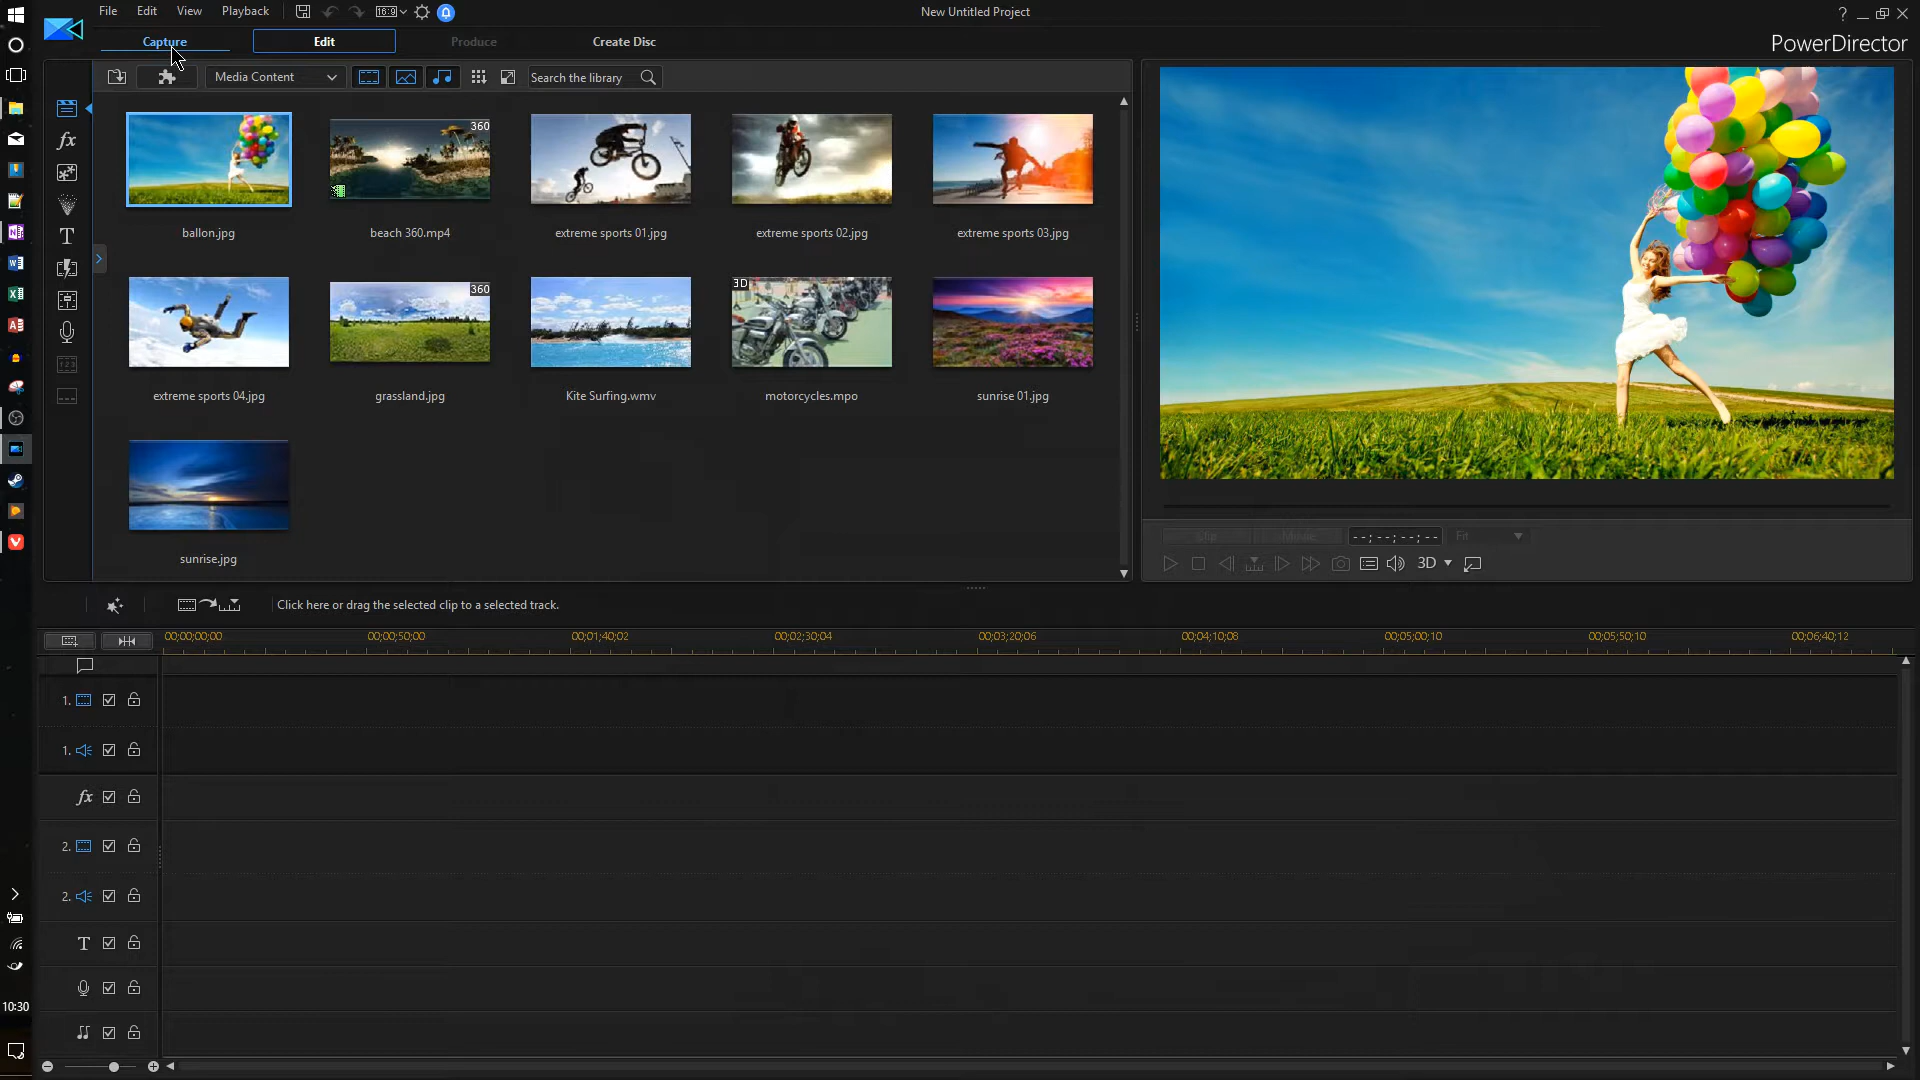 File Edit View Playback 16:9 New Untitled Project ?
Capture Edit Produce Create Disc PowerDirector
Media Content Search the library
360
ballon.jpg beach 360.mp4 extreme sports 01.jpg extreme sports 02.jpg extreme sports 03.jpg
fx
T
360 3D
extreme sports 04.jpg grassland.jpg Kite Surfing.wmv motorcycles.mpo sunrise 01.jpg
sunrise.jpg
Clip Movie --;--;--;-- Fit
3D
Click here or drag the selected clip to a selected track.
00;00;00;00 00;00;50;00 00;01;40;02 00;02;30;04 00;03;20;06 00;04;10;08 00;05;00;10 00;05;50;10 00;06;40;12
1.
1.
fx
2.
2.
T
10:30